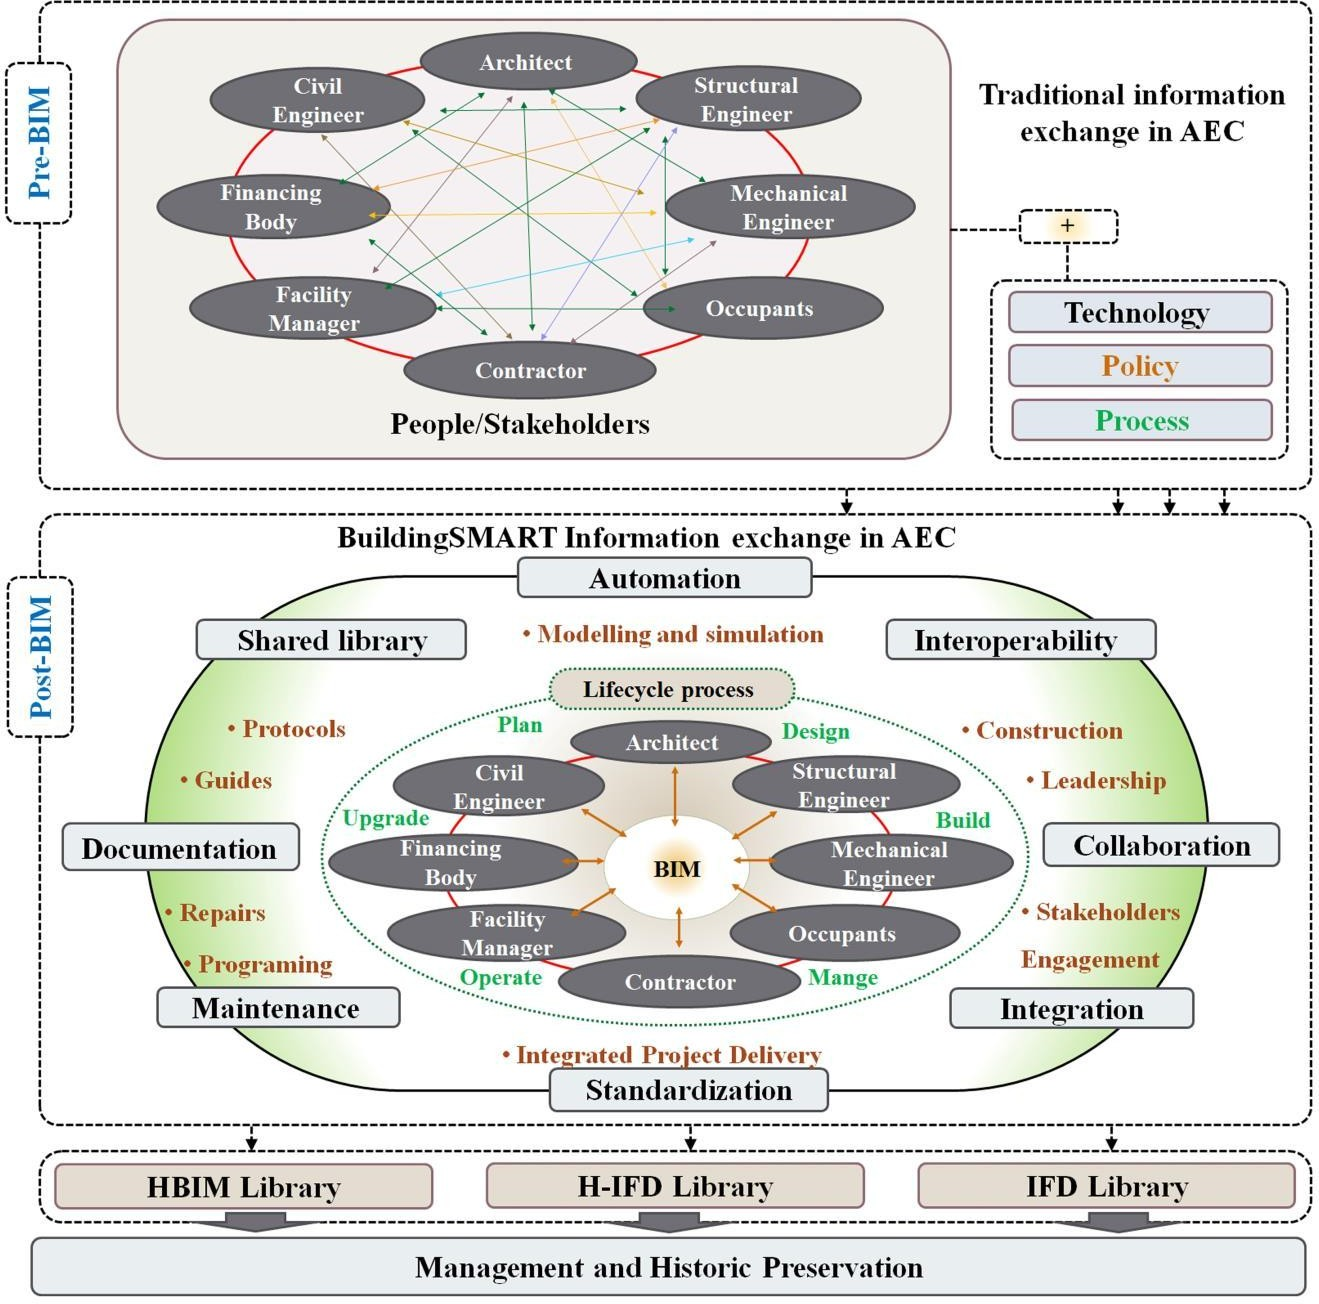 Pre-BIM
Architect
Civil
Engineer
Structural
Engineer
Financing
Body
Mechanical
Engineer
Facility
Manager
Occupants
Contractor
People/Stakeholders
Traditional information
exchange in AEC
+
Technology
Policy
Process
Post-BIM
BuildingSMART Information exchange in AEC
Automation
Shared library
• Modelling and simulation
Interoperability
Lifecycle process
Plan
Design
• Protocols
• Construction
Architect
• Guides
Civil
Engineer
Structural
Engineer
• Leadership
Upgrade
Build
Documentation
Financing
Body
BIM
Mechanical
Engineer
Collaboration
• Repairs
Facility
Manager
Occupants
• Stakeholders
Engagement
• Programing
Operate
Contractor
Mange
Maintenance
Integration
• Integrated Project Delivery
Standardization
HBIM Library
H-IFD Library
IFD Library
Management and Historic Preservation